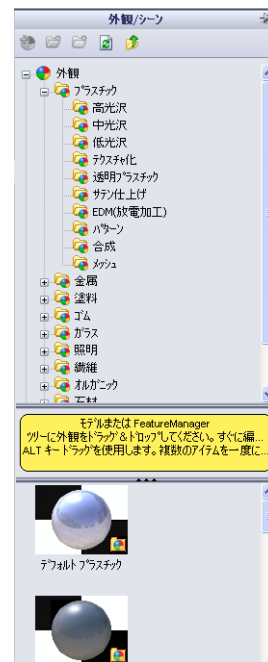 外観/シーン
外観
プラスチック
高光沢
中光沢
低光沢
テクスチャ化
透明プラスチック
サテン仕上げ
EDM(放電加工)
パターン
合成
メッシュ
金属
塗料
ゴム
ガラス
照明
繊維
オルガニック
石材
モデルまたは FeatureManager
ツリーに外観をドラッグ&ドロップしてください。すぐに編...
ALT キードラッグを使用します。複数のアイテムを一度に...
デフォルト プラスチック